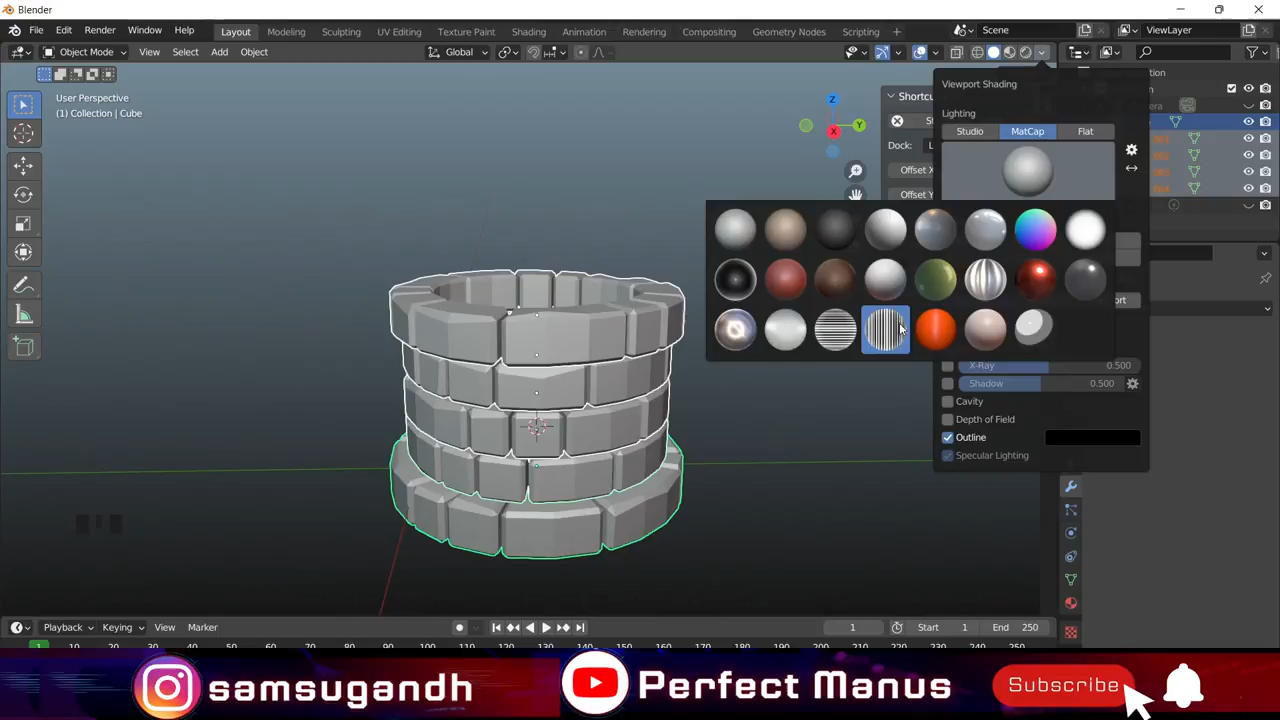 Blender
File Edit Render Window Help Layout Modeling Sculpting UV Editing Texture Paint Shading Animation Rendering Compositing Geometry Nodes Scripting + Scene ViewLayer
Object Mode View Select Add Object Global
User Perspective
(1) Collection | Cube
Z
Y
X
Viewport Shading
Lighting
Studio MatCap Flat
Shortcu
Dock:
Offset X
Offset Y
X-Ray 0.500
Shadow 0.500
Cavity
Depth of Field
Outline
Specular Lighting
Playback Keying View Marker 1 Start 1 End 250
1
samsugandh
Perfect Manus
Subscribe